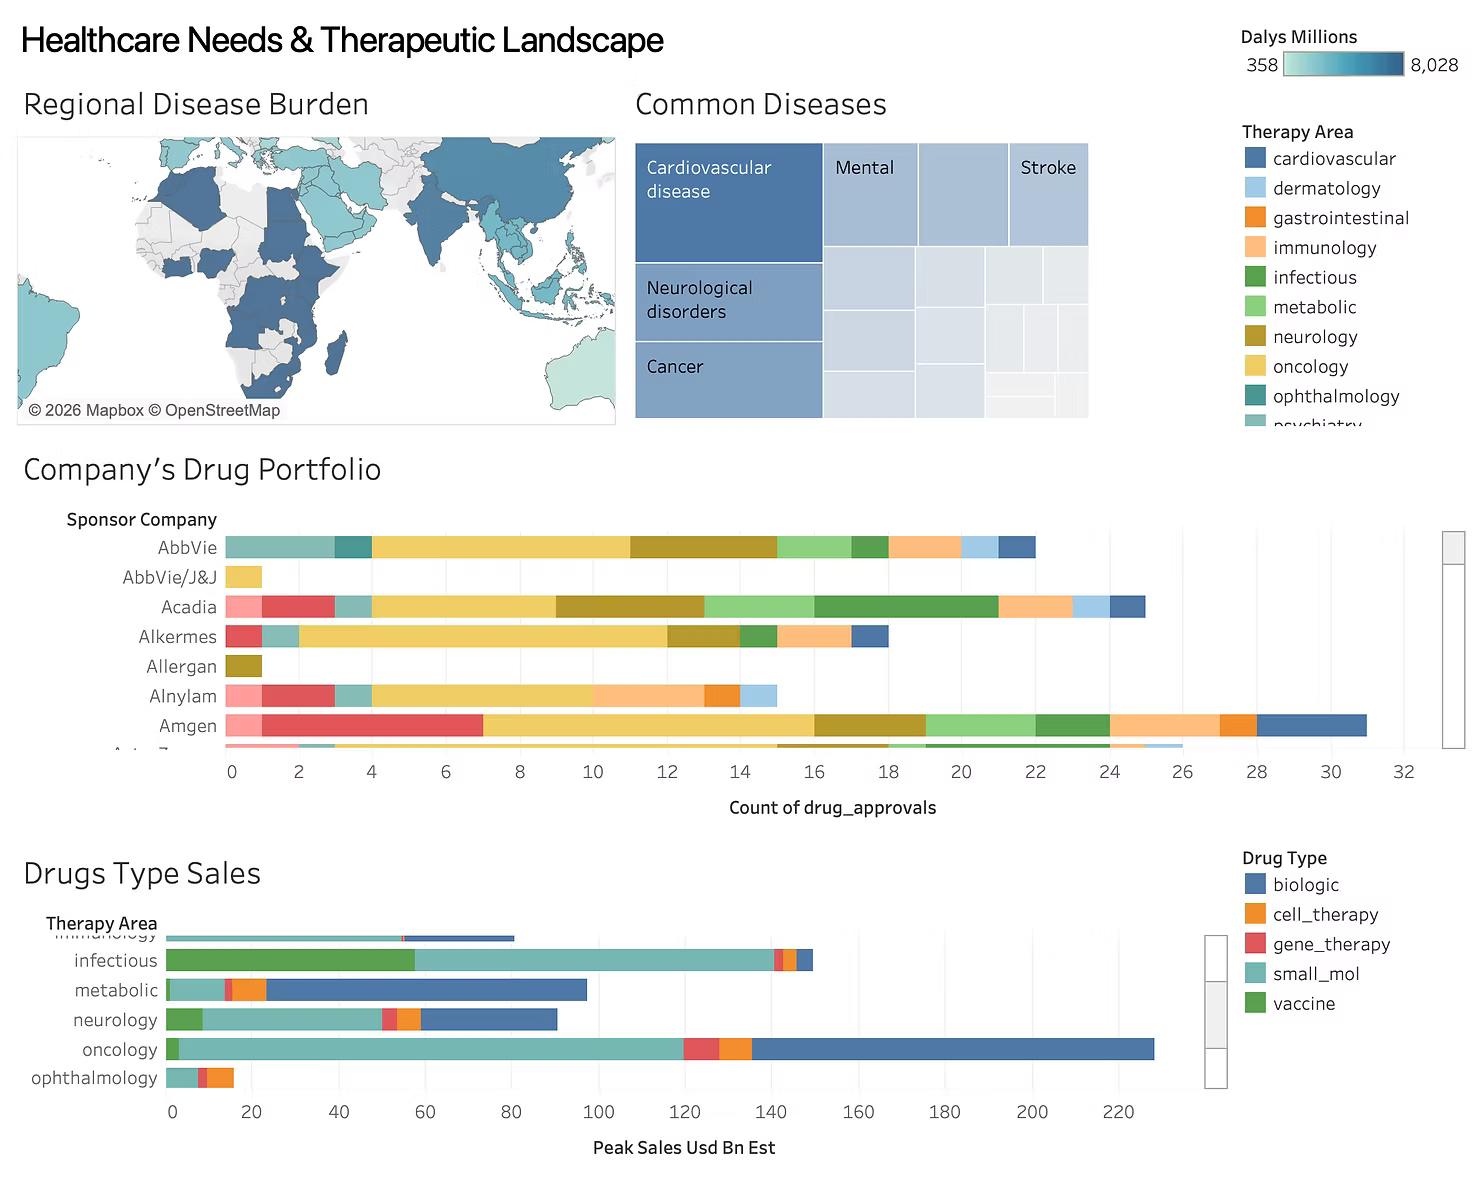 Healthcare Needs & Therapeutic Landscape
Dalys Millions
358 8,028
Regional Disease Burden
Common Diseases
© 2026 Mapbox © OpenStreetMap
Cardiovascular
disease
Mental
Stroke
Neurological
disorders
Cancer
Therapy Area
cardiovascular
dermatology
gastrointestinal
immunology
infectious
metabolic
neurology
oncology
ophthalmology
psychiatry
Company's Drug Portfolio
Sponsor Company
AbbVie
AbbVie/J&J
Acadia
Alkermes
Allergan
Alnylam
Amgen
0 2 4 6 8 10 12 14 16 18 20 22 24 26 28 30 32
Count of drug_approvals
Drugs Type Sales
Therapy Area
immunology
infectious
metabolic
neurology
oncology
ophthalmology
0 20 40 60 80 100 120 140 160 180 200 220
Peak Sales Usd Bn Est
Drug Type
biologic
cell_therapy
gene_therapy
small_mol
vaccine